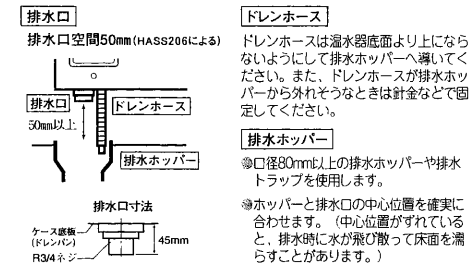 排水口
排水口空間50mm(HASS206による)
排水口
ドレンホース
50mm以上
排水ホッパー
排水口寸法
ケース底板
(ドレンパン)
R3/4ネジ
45mm
ドレンホース
ドレンホースは温水器底面より上になら
ないようにして排水ホッパーへ導いてく
ださい。また、ドレンホースが排水ホッ
パーから外れそうなときは針金などで固
定してください。
排水ホッパー
◎口径80mm以上の排水ホッパーや排水
トラップを使用します。
◎ホッパーと排水口の中心位置を確実に
合わせます。(中心位置がずれている
と、排水時に水が飛び散って床面を濡
らすことがあります。)